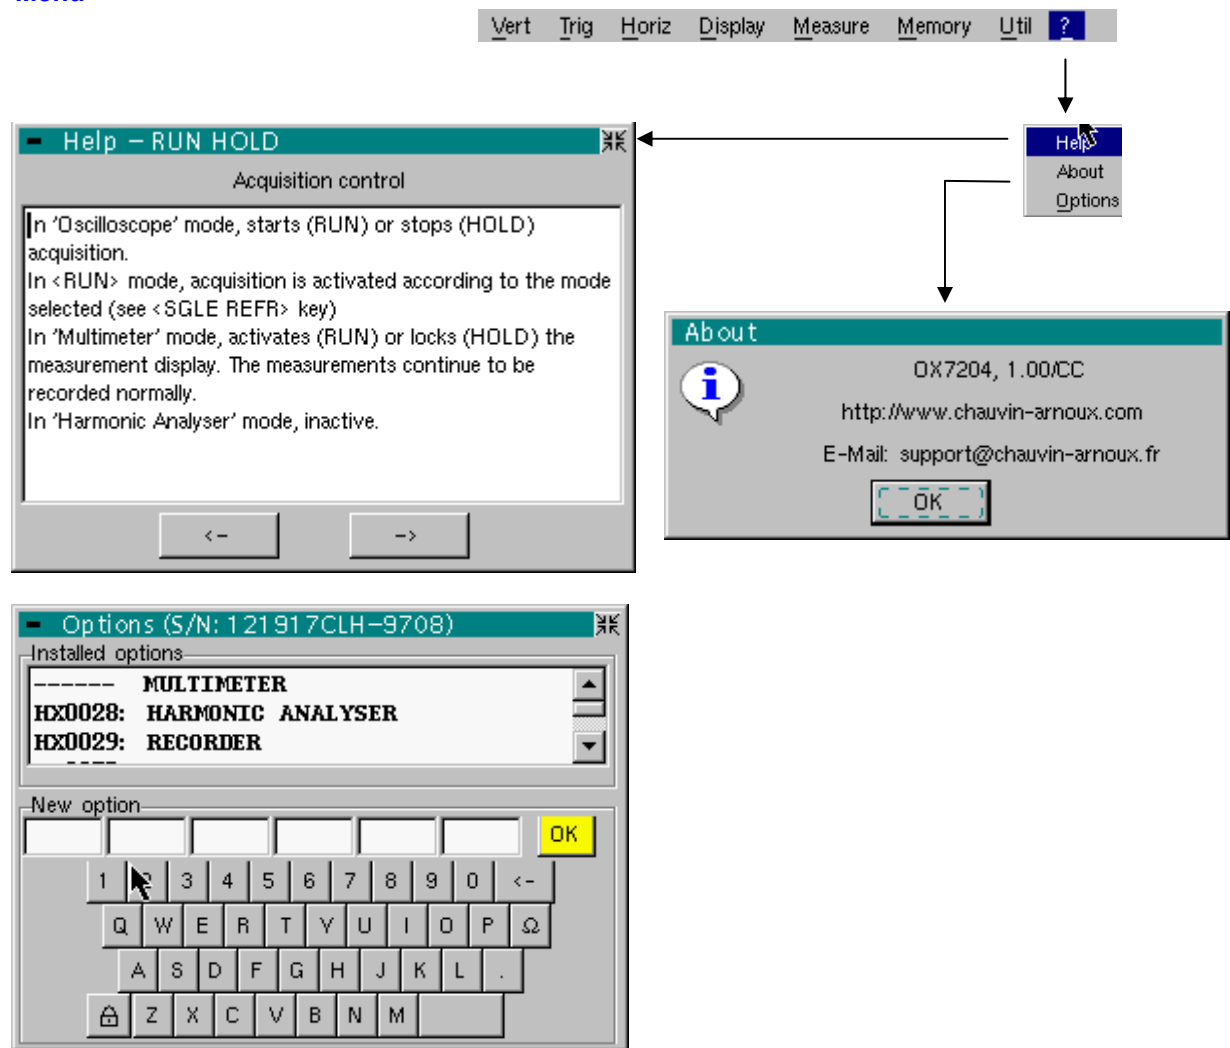 Menu
Vert Trig Horiz Display Measure Memory Util ?
Help – RUN HOLD
Acquisition control
In 'Oscilloscope' mode, starts (RUN) or stops (HOLD)
acquisition.
In <RUN> mode, acquisition is activated according to the mode
selected (see <SGLE REFR> key)
In 'Multimeter' mode, activates (RUN) or locks (HOLD) the
measurement display. The measurements continue to be
recorded normally.
In 'Harmonic Analyser' mode, inactive.
<- ->
Help
About
Options
About
OX7204, 1.00/CC
http://www.chauvin-arnoux.com
E-Mail: support@chauvin-arnoux.fr
OK
Options (S/N: 121917CLH-9708)
Installed options
------ MULTIMETER
HX0028: HARMONIC ANALYSER
HX0029: RECORDER
New option
OK
1 2 3 4 5 6 7 8 9 0 <-
Q W E R T Y U I O P Ω
A S D F G H J K L .
Z X C V B N M